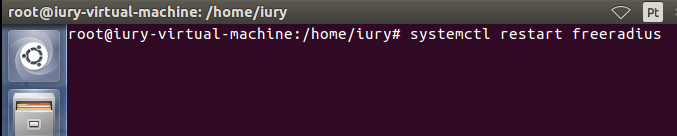 root@iury-virtual-machine: /home/iury
Pt
root@iury-virtual-machine:/home/iury# systemctl restart freeradius